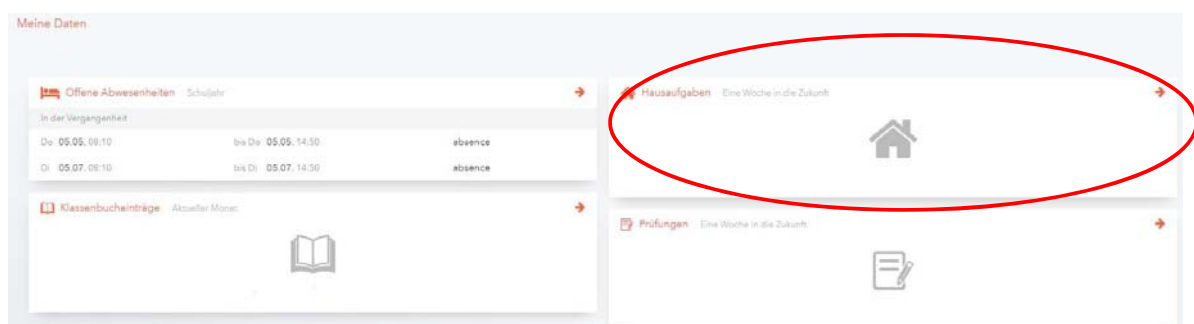 Meine Daten
Offene Abwesenheiten Schuljahr
In der Vergangenheit
Do 05.05. 08:10 bis Do 05.05. 14:50 absence
Di 05.07. 08:10 bis Di 05.07. 14:50 absence
Klassenbucheinträge Aktueller Monat
Hausaufgaben Eine Woche in die Zukunft
Prüfungen Eine Woche in die Zukunft